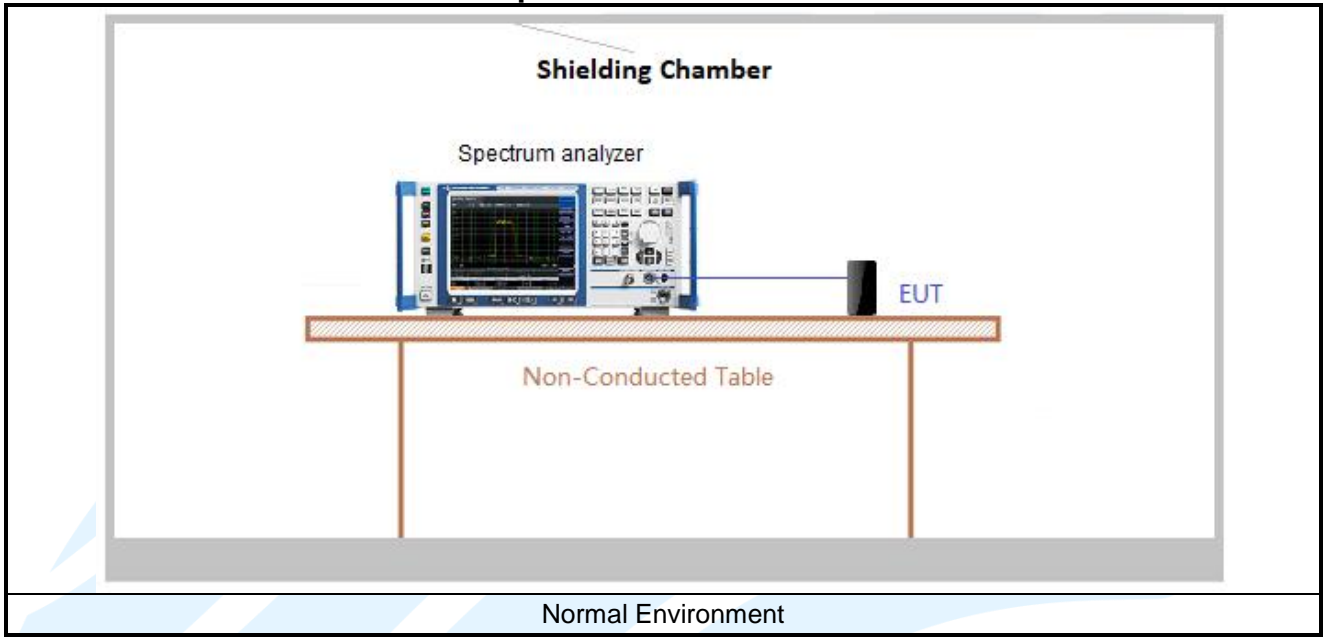 Shielding Chamber
Spectrum analyzer
EUT
Non-Conducted Table
Normal Environment